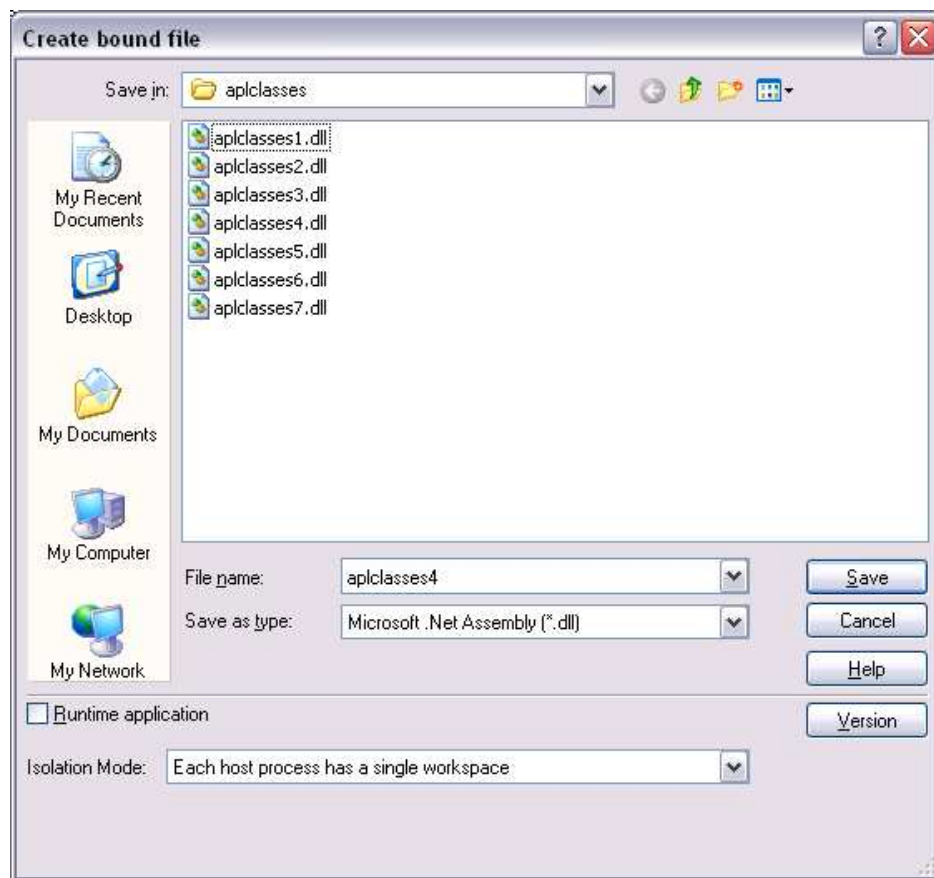 Create bound file
Save in:
aplclasses
aplclasses1.dll
aplclasses2.dll
aplclasses3.dll
aplclasses4.dll
aplclasses5.dll
aplclasses6.dll
aplclasses7.dll
My Recent
Documents
Desktop
My Documents
My Computer
My Network
File name:
aplclasses4
Save
Save as type:
Microsoft .Net Assembly (*.dll)
Cancel
Help
Runtime application
Version
Isolation Mode:
Each host process has a single workspace